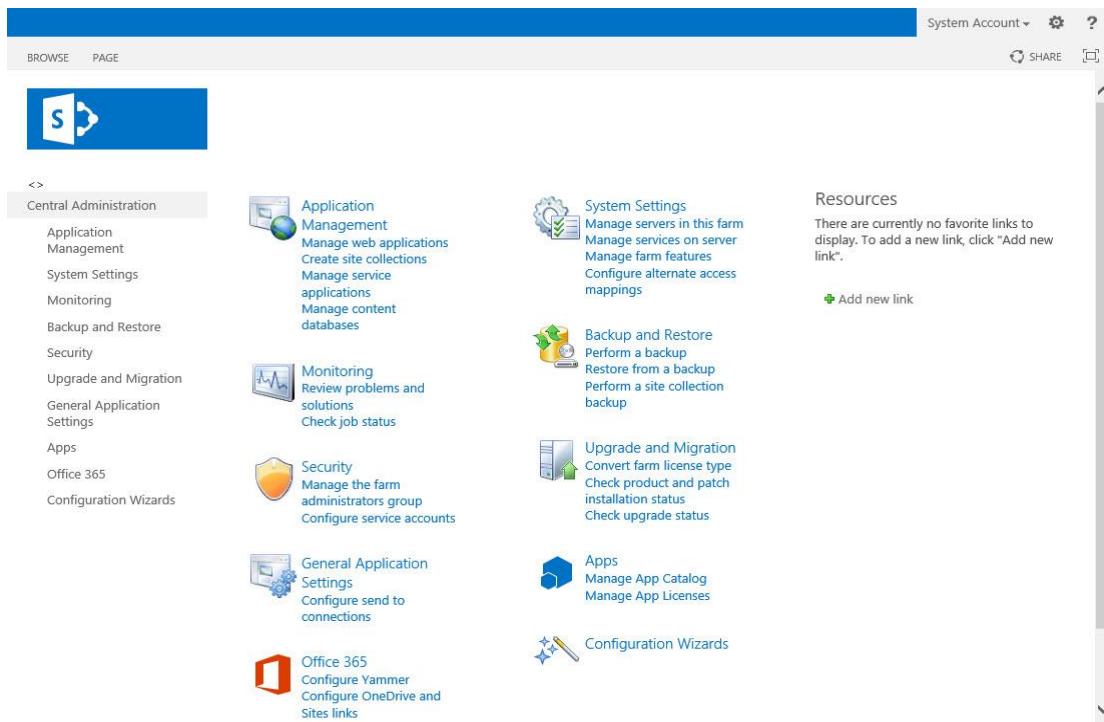 System Account
?
BROWSE PAGE
SHARE
S
<>
Central Administration
Application
Management
System Settings
Monitoring
Backup and Restore
Security
Upgrade and Migration
General Application
Settings
Apps
Office 365
Configuration Wizards
Application
Management
Manage web applications
Create site collections
Manage service
applications
Manage content
databases
Monitoring
Review problems and
solutions
Check job status
Security
Manage the farm
administrators group
Configure service accounts
General Application
Settings
Configure send to
connections
Office 365
Configure Yammer
Configure OneDrive and
Sites links
System Settings
Manage servers in this farm
Manage services on server
Manage farm features
Configure alternate access
mappings
Backup and Restore
Perform a backup
Restore from a backup
Perform a site collection
backup
Upgrade and Migration
Convert farm license type
Check product and patch
installation status
Check upgrade status
Apps
Manage App Catalog
Manage App Licenses
Configuration Wizards
Resources
There are currently no favorite links to
display. To add a new link, click "Add new
link".
Add new link